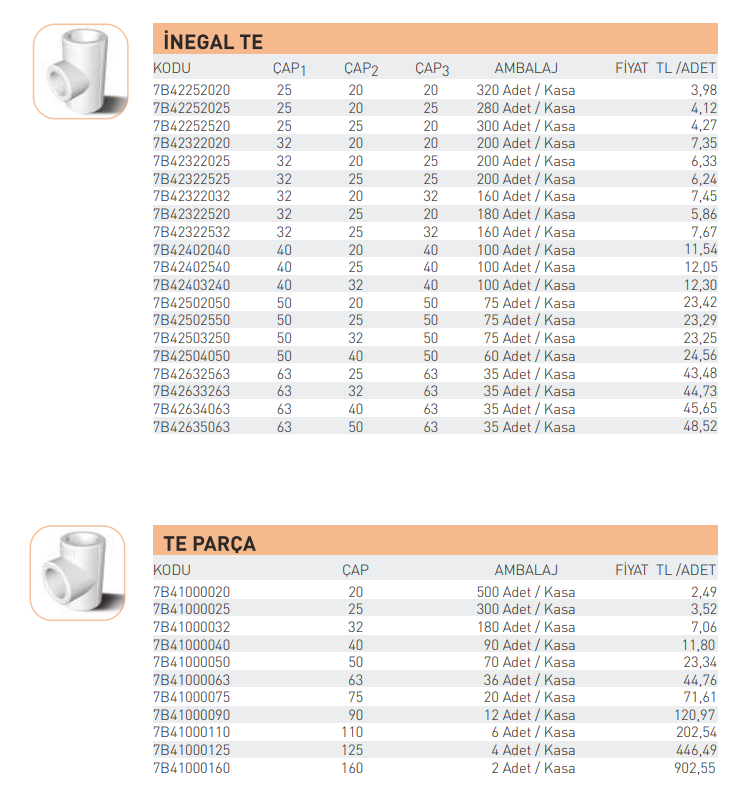 İNEGAL TE
KODU ÇAP1 ÇAP2 ÇAP3 AMBALAJ FİYAT TL /ADET
7B42252020 25 20 20 320 Adet / Kasa 3,98
7B42252025 25 20 25 280 Adet / Kasa 4,12
7B42252520 25 25 20 300 Adet / Kasa 4,27
7B42322020 32 20 20 200 Adet / Kasa 7,35
7B42322025 32 20 25 200 Adet / Kasa 6,33
7B42322525 32 25 25 200 Adet / Kasa 6,24
7B42322032 32 20 32 160 Adet / Kasa 7,45
7B42322520 32 25 20 180 Adet / Kasa 5,86
7B42322532 32 25 32 160 Adet / Kasa 7,67
7B42402040 40 20 40 100 Adet / Kasa 11,54
7B42402540 40 25 40 100 Adet / Kasa 12,05
7B42403240 40 32 40 100 Adet / Kasa 12,30
7B42502050 50 20 50 75 Adet / Kasa 23,42
7B42502550 50 25 50 75 Adet / Kasa 23,29
7B42503250 50 32 50 75 Adet / Kasa 23,25
7B42504050 50 40 50 60 Adet / Kasa 24,56
7B42632563 63 25 63 35 Adet / Kasa 43,48
7B42633263 63 32 63 35 Adet / Kasa 44,73
7B42634063 63 40 63 35 Adet / Kasa 45,65
7B42635063 63 50 63 35 Adet / Kasa 48,52
TE PARÇA
KODU ÇAP AMBALAJ FİYAT TL /ADET
7B41000020 20 500 Adet / Kasa 2,49
7B41000025 25 300 Adet / Kasa 3,52
7B41000032 32 180 Adet / Kasa 7,06
7B41000040 40 90 Adet / Kasa 11,80
7B41000050 50 70 Adet / Kasa 23,34
7B41000063 63 36 Adet / Kasa 44,76
7B41000075 75 20 Adet / Kasa 71,61
7B41000090 90 12 Adet / Kasa 120,97
7B41000110 110 6 Adet / Kasa 202,54
7B41000125 125 4 Adet / Kasa 446,49
7B41000160 160 2 Adet / Kasa 902,55